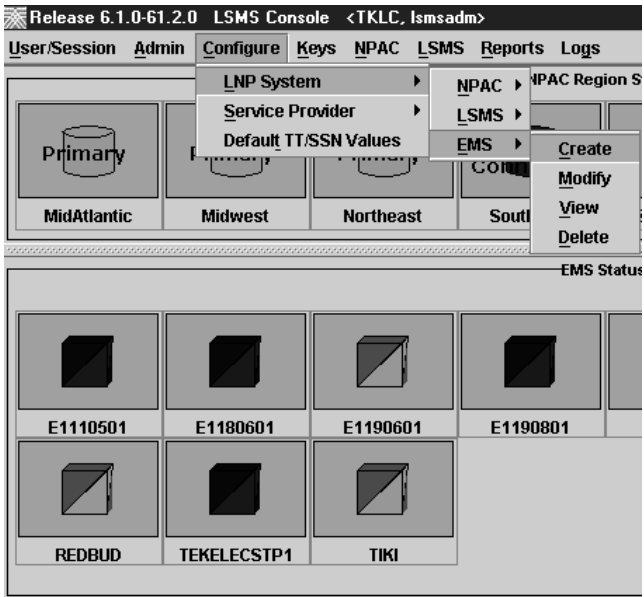 Release 6.1.0-61.2.0 LSMS Console <TKLC, lsmsadm>
User/Session Admin Configure Keys NPAC LSMS Reports Logs
LNP System
Service Provider
Default TT/SSN Values
NPAC
LSMS
EMS
Create
Modify
View
Delete
NPAC Region S
Primary
MidAtlantic Midwest Northeast Sout
EMS Status
E1110501 E1180601 E1190601 E1190801
REDBUD TEKELECSTP1 TIKI